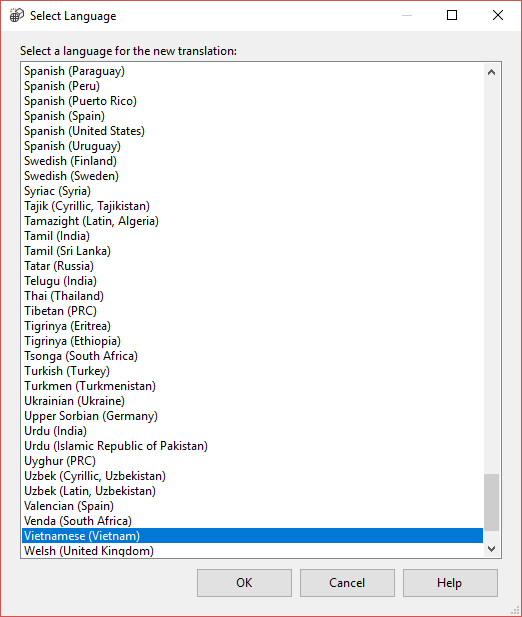 Select Language
Select a language for the new translation:
Spanish (Paraguay)
Spanish (Peru)
Spanish (Puerto Rico)
Spanish (Spain)
Spanish (United States)
Spanish (Uruguay)
Swedish (Finland)
Swedish (Sweden)
Syriac (Syria)
Tajik (Cyrillic, Tajikistan)
Tamazight (Latin, Algeria)
Tamil (India)
Tamil (Sri Lanka)
Tatar (Russia)
Telugu (India)
Thai (Thailand)
Tibetan (PRC)
Tigrinya (Eritrea)
Tigrinya (Ethiopia)
Tsonga (South Africa)
Turkish (Turkey)
Turkmen (Turkmenistan)
Ukrainian (Ukraine)
Upper Sorbian (Germany)
Urdu (India)
Urdu (Islamic Republic of Pakistan)
Uyghur (PRC)
Uzbek (Cyrillic, Uzbekistan)
Uzbek (Latin, Uzbekistan)
Valencian (Spain)
Venda (South Africa)
Vietnamese (Vietnam)
Welsh (United Kingdom)
OK Cancel Help